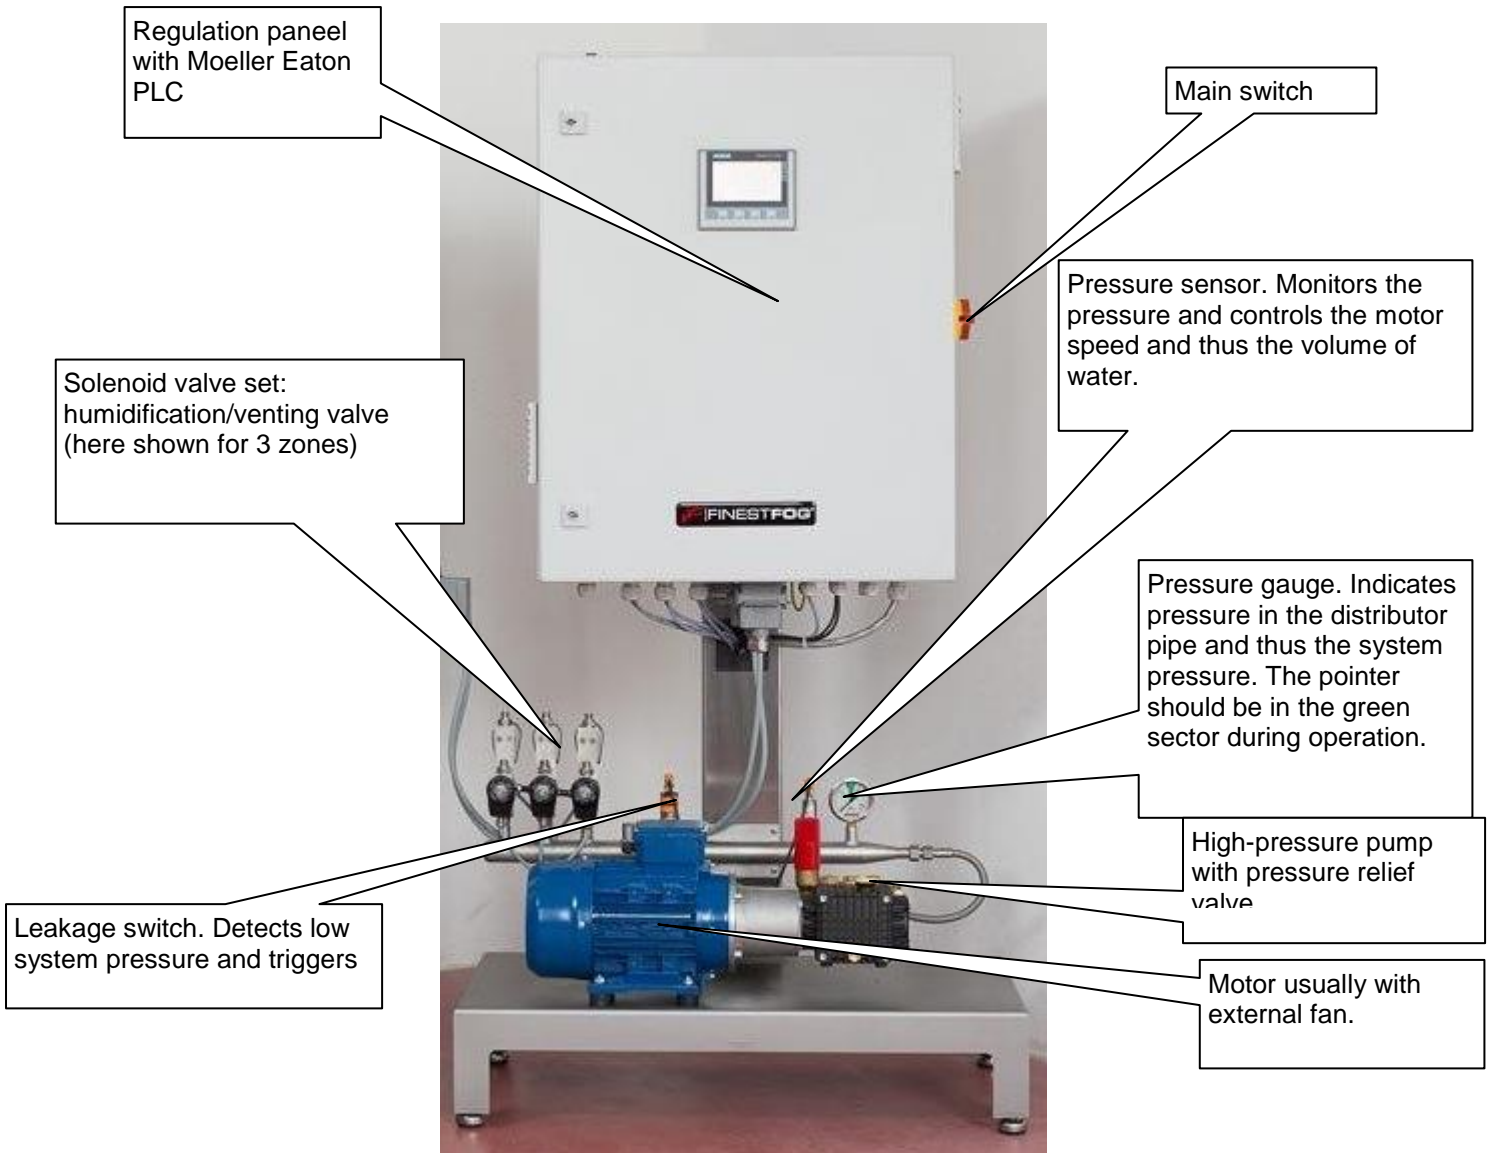 Regulation paneel
with Moeller Eaton
PLC
Main switch
Pressure sensor. Monitors the
pressure and controls the motor
speed and thus the volume of
water.
Solenoid valve set:
humidification/venting valve
(here shown for 3 zones)
FINESTFOG
Pressure gauge. Indicates
pressure in the distributor
pipe and thus the system
pressure. The pointer
should be in the green
sector during operation.
High-pressure pump
with pressure relief
valve
Leakage switch. Detects low
system pressure and triggers
Motor usually with
external fan.